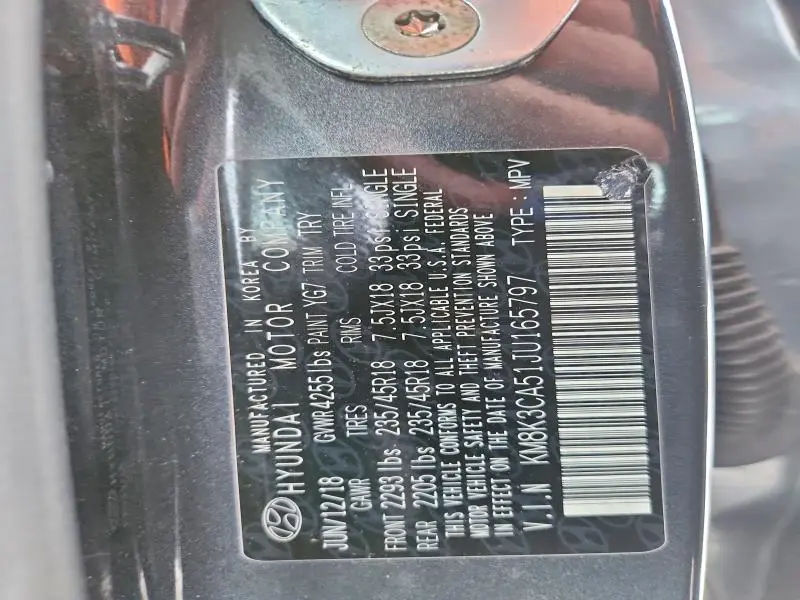 MANUFACTURED IN KOREA BY
HYUNDAI MOTOR COMPANY
JUN/12/18 GVWR4255lbs PAINT YG7 TRIM TRY
GAWR TIRES RIMS COLD TIRE INFL
FRONT 2293 lbs 235/45R18 7.5JX18 33psi SINGLE
REAR 2205 lbs 235/45R18 7.5JX18 33psi SINGLE
THIS VEHICLE CONFORMS TO ALL APPLICABLE U.S.A. FEDERAL
MOTOR VEHICLE SAFETY AND THEFT PREVENTION STANDARDS
IN EFFECT ON THE DATE OF MANUFACTURE SHOWN ABOVE
V.I.N KM8K3CA51JU165797 TYPE: MPV